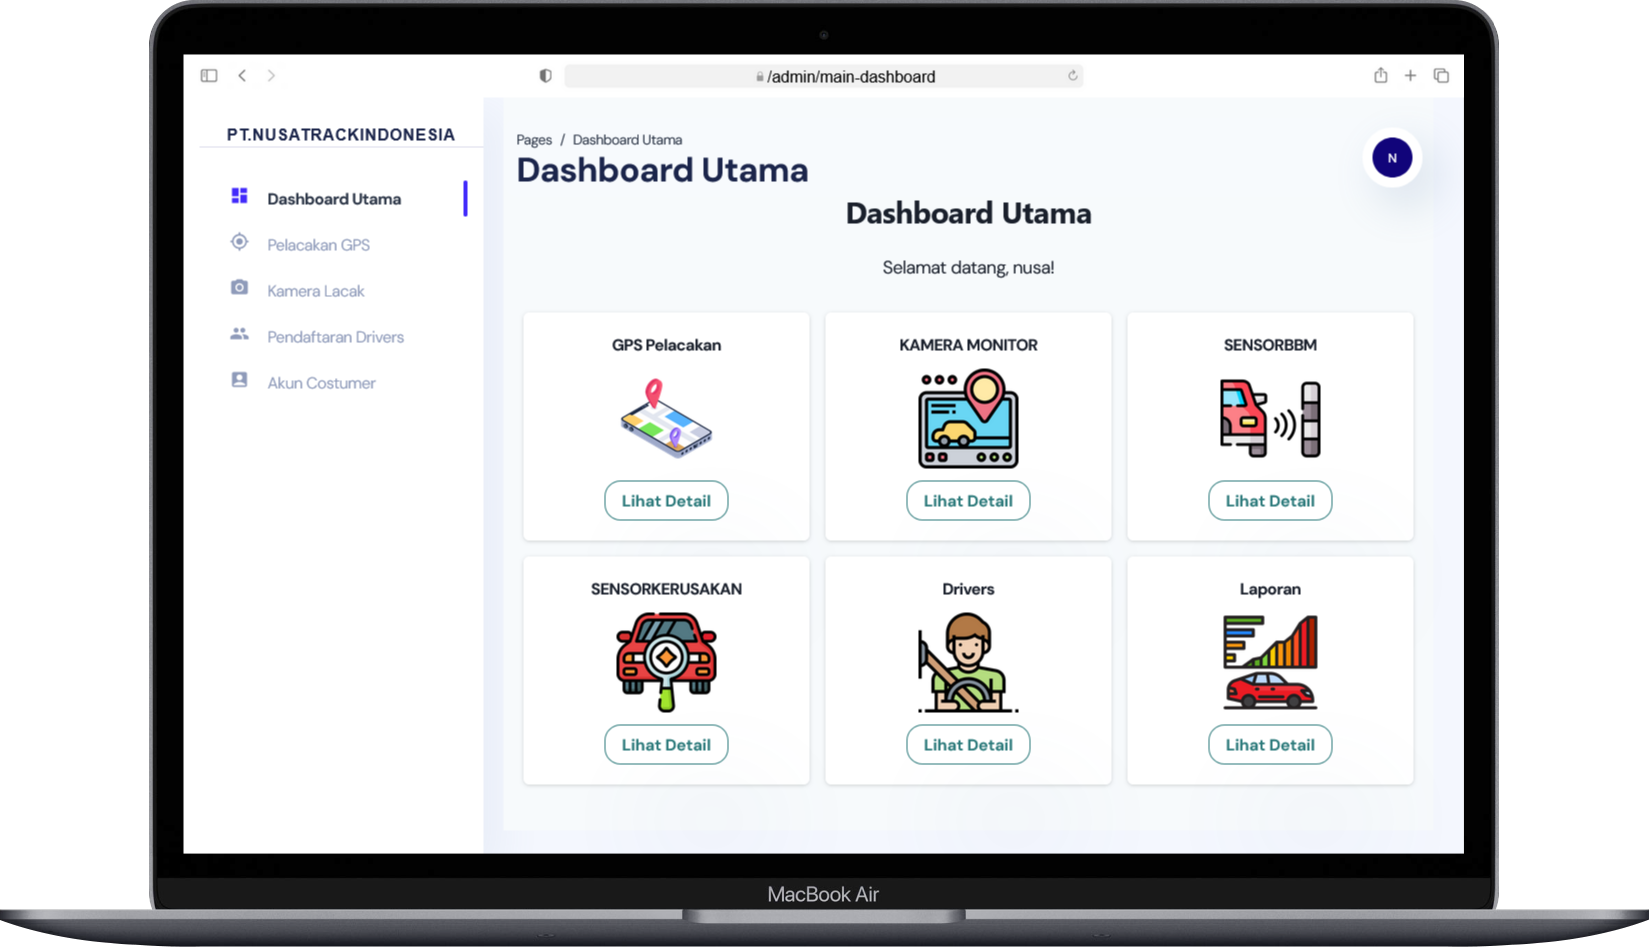 /admin/main-dashboard
PT.NUSATRACKINDONESIA
Dashboard Utama
Pelacakan GPS
Kamera Lacak
Pendaftaran Drivers
Akun Costumer
Pages / Dashboard Utama
Dashboard Utama
N
Dashboard Utama
Selamat datang, nusa!
GPS Pelacakan
Lihat Detail
KAMERA MONITOR
Lihat Detail
SENSORBBM
Lihat Detail
SENSORKERUSAKAN
Lihat Detail
Drivers
Lihat Detail
Laporan
Lihat Detail
MacBook Air